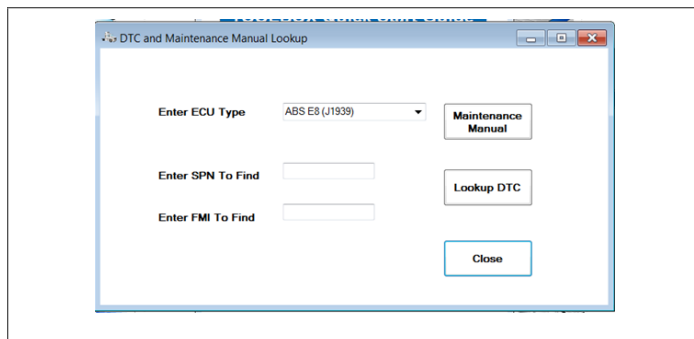 DTC and Maintenance Manual Lookup
Enter ECU Type
ABS E8 (J1939)
Maintenance
Manual
Enter SPN To Find
Lookup DTC
Enter FMI To Find
Close